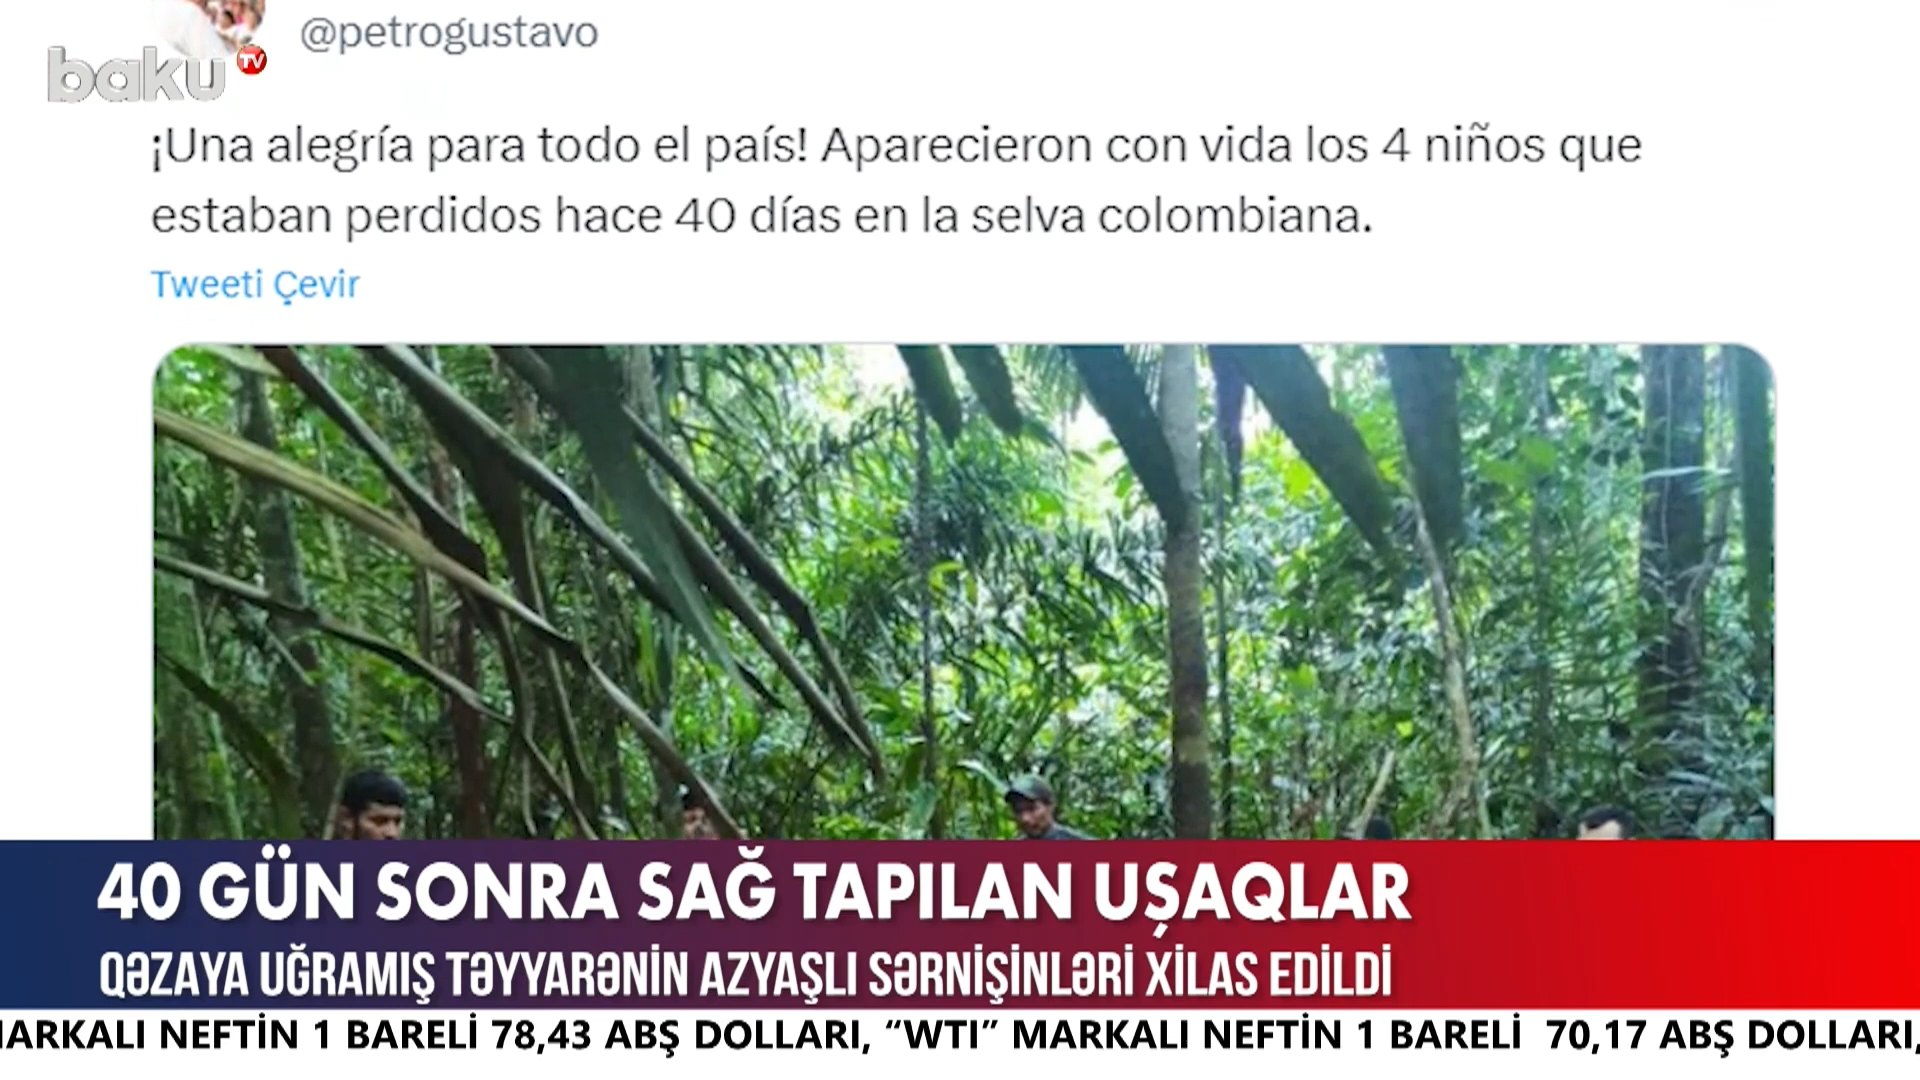 @petrogustavo
baku TV
¡Una alegría para todo el país! Aparecieron con vida los 4 niños que
estaban perdidos hace 40 días en la selva colombiana.
Tweeti Çevir
40 GÜN SONRA SAĞ TAPILAN UŞAQLAR
QƏZAYA UĞRAMIŞ TƏYYARƏNİN AZYAŞLI SƏRNİŞİNLƏRİ XİLAS EDİLDİ
MARKALI NEFTİN 1 BARELİ 78,43 ABŞ DOLLARI, “WTI” MARKALI NEFTİN 1 BARELİ 70,17 ABŞ DOLLARI,